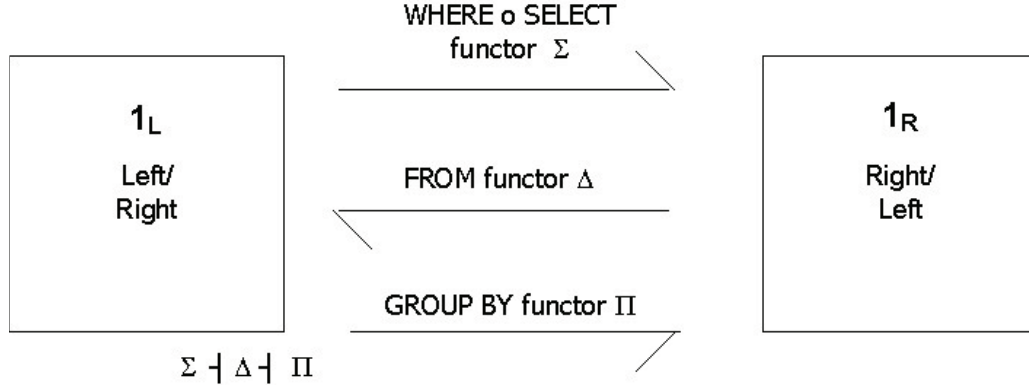 WHERE o SELECT
functor Σ
1L
Left/
Right
1R
Right/
Left
FROM functor Δ
GROUP BY functor Π
Σ ┤ Δ ┤ Π